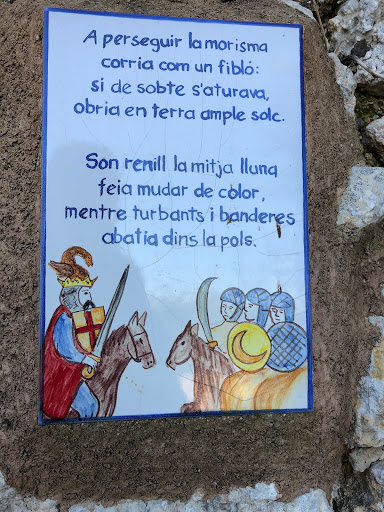 A perseguir la morisma
corria com un fibló:
si de sobte s'aturava,
obria en terra ample solc.
Son renill la mitja lluna
feia mudar de color,
mentre turbants i banderes
abatia dins la pols.